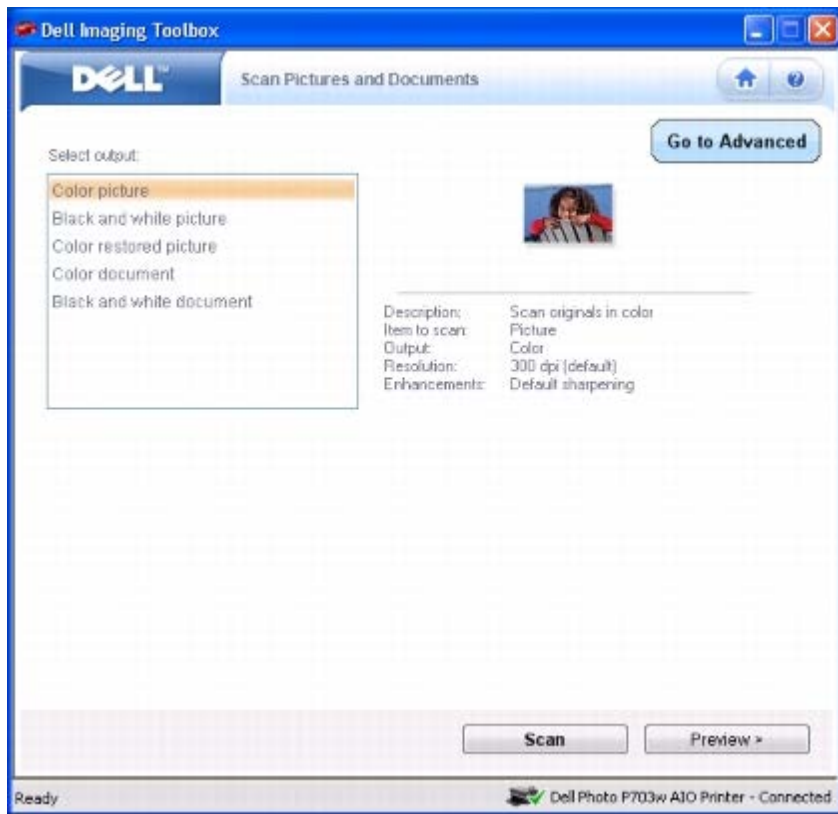 Dell Imaging Toolbox
DELL™
Scan Pictures and Documents
Go to Advanced
Select output:
Color picture
Black and white picture
Color restored picture
Color document
Black and white document
Description: Scan originals in color
Item to scan: Picture
Output: Color
Resolution: 300 dpi (default)
Enhancements: Default sharpening
Scan
Preview >
Ready
Dell Photo P703w AIO Printer - Connected